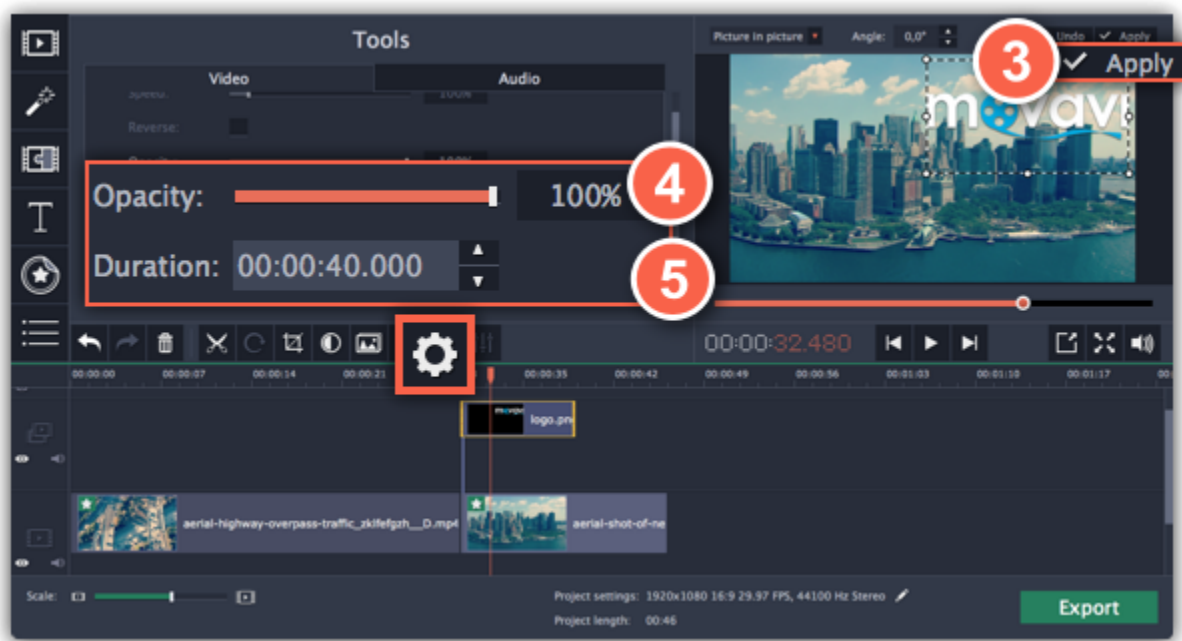 Tools
Picture in picture
Angle: 0,0°
Undo
Apply
3
Apply
Video
Audio
Speed: 100%
movavi
Reverse:
100%
4
Opacity: 100%
Duration: 00:00:40.000
5
T
00:00:32.480
00:00:00 00:00:07 00:00:14 00:00:21 00:00:35 00:00:42 00:00:49 00:00:56 00:01:03 00:01:10 00:01:17
logo.pn
aerial-highway-overpass-traffic_zklfefgzh__D.mp4
aerial-shot-of-ne
Scale:
Project settings: 1920x1080 16:9 29.97 FPS, 44100 Hz Stereo
Project length: 00:46
Export